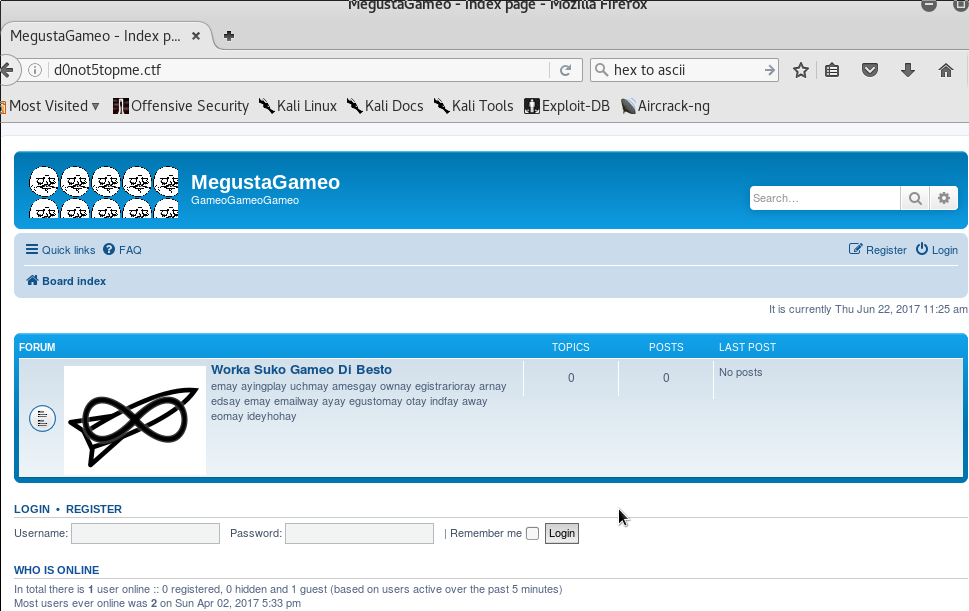 MegustaGameo - Index page - Mozilla Firefox
MegustaGameo - Index p...
d0not5topme.ctf
hex to ascii
Most Visited
Offensive Security
Kali Linux
Kali Docs
Kali Tools
Exploit-DB
Aircrack-ng
MegustaGameo
GameoGameoGameo
Search...
Quick links
FAQ
Register
Login
Board index
It is currently Thu Jun 22, 2017 11:25 am
FORUM TOPICS POSTS LAST POST
Worka Suko Gameo Di Besto
emay ayingplay uchmay amesgay ownay egistrarioray arnay
edsay emay emailway ayay egustomay otay indfay away
eomay ideyhohay
0
0
No posts
LOGIN • REGISTER
Username: Password: | Remember me Login
WHO IS ONLINE
In total there is 1 user online :: 0 registered, 0 hidden and 1 guest (based on users active over the past 5 minutes)
Most users ever online was 2 on Sun Apr 02, 2017 5:33 pm